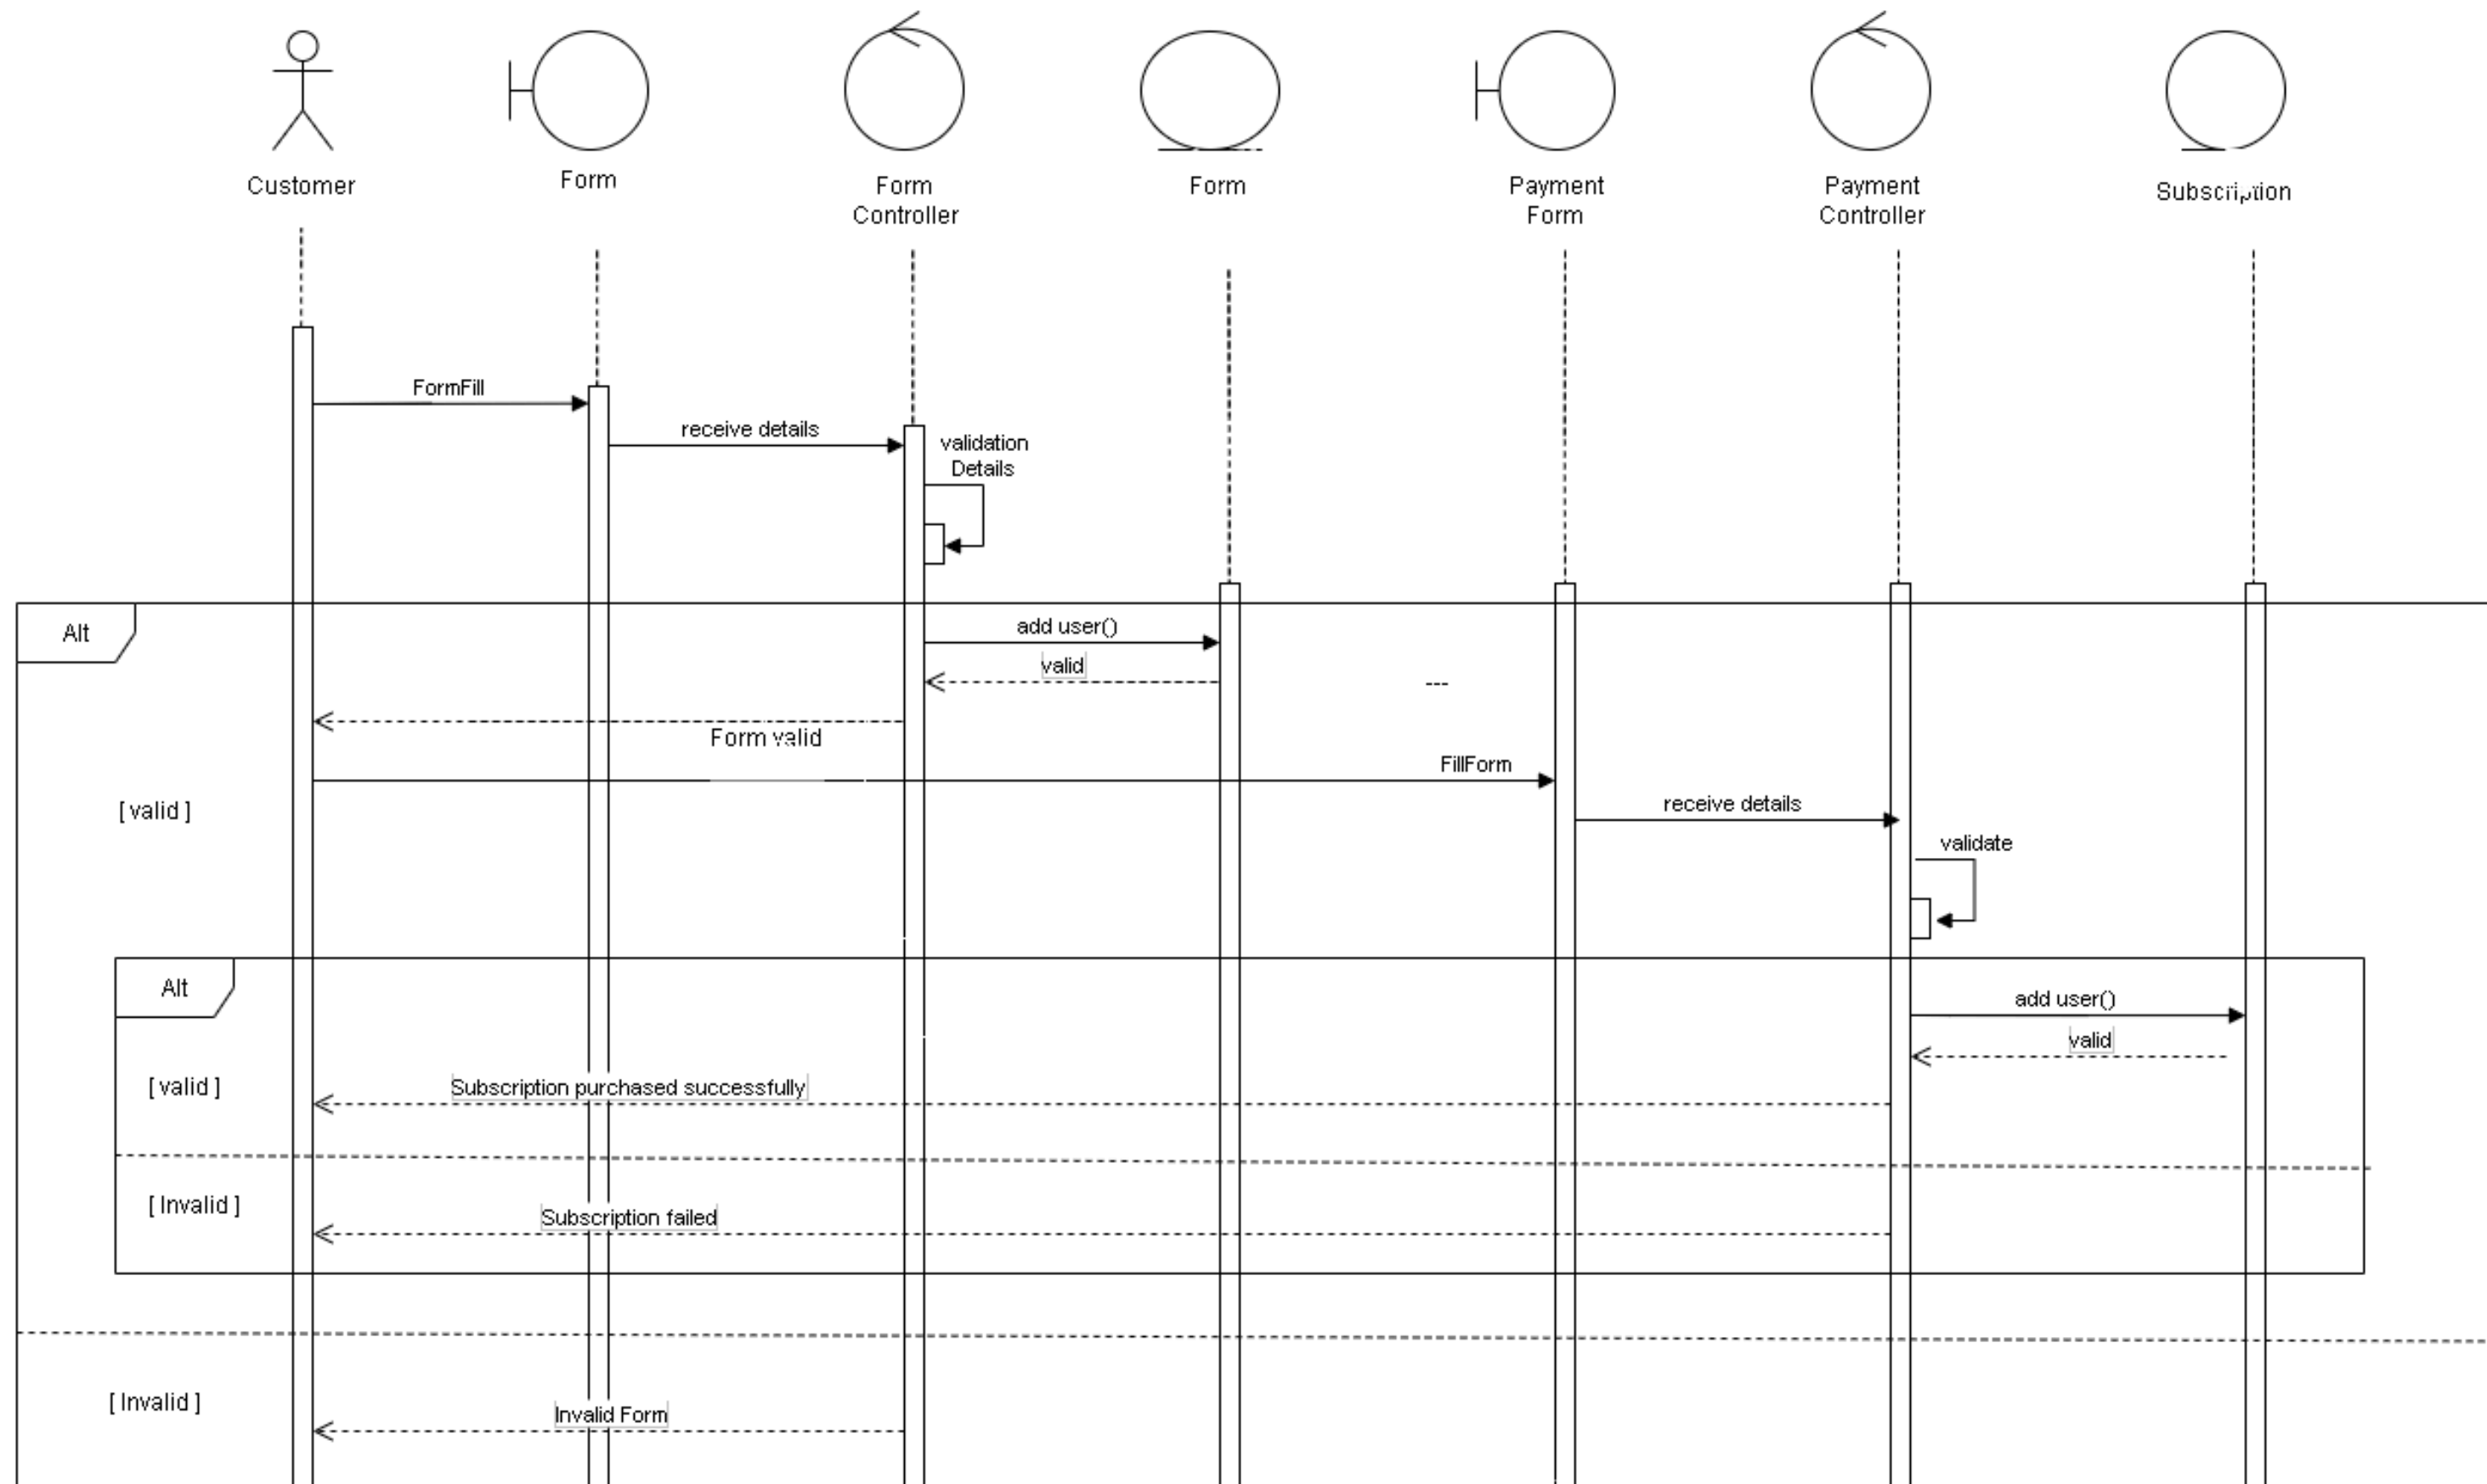 Customer
Form
Form
Controller
Form
Payment
Form
Payment
Controller
Subscription
FormFill
receive details
validation
Details
Alt
add user()
valid
---
Form valid
FillForm
[ valid ]
receive details
validate
Alt
add user()
valid
[ valid ]
Subscription purchased successfully
[ Invalid ]
Subscription failed
[ Invalid ]
Invalid Form